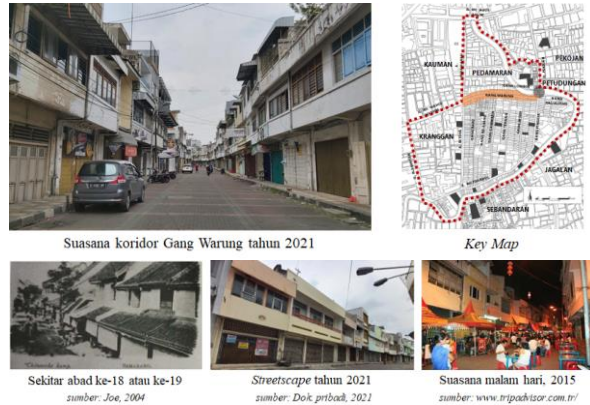 KAUMAN
PEKOJAN
PEDAMARAN
PETUDUNGAN
GANG WARUNG
KRANGGAN
JAGALAN
SEBANDARAN
Suasana koridor Gang Warung tahun 2021
Key Map
Sekitar abad ke-18 atau ke-19
Streetscape tahun 2021
Suasana malam hari, 2015
sumber: Joe, 2004
sumber: Dok. pribadi, 2021
sumber: www.tripadvisor.com.tr/